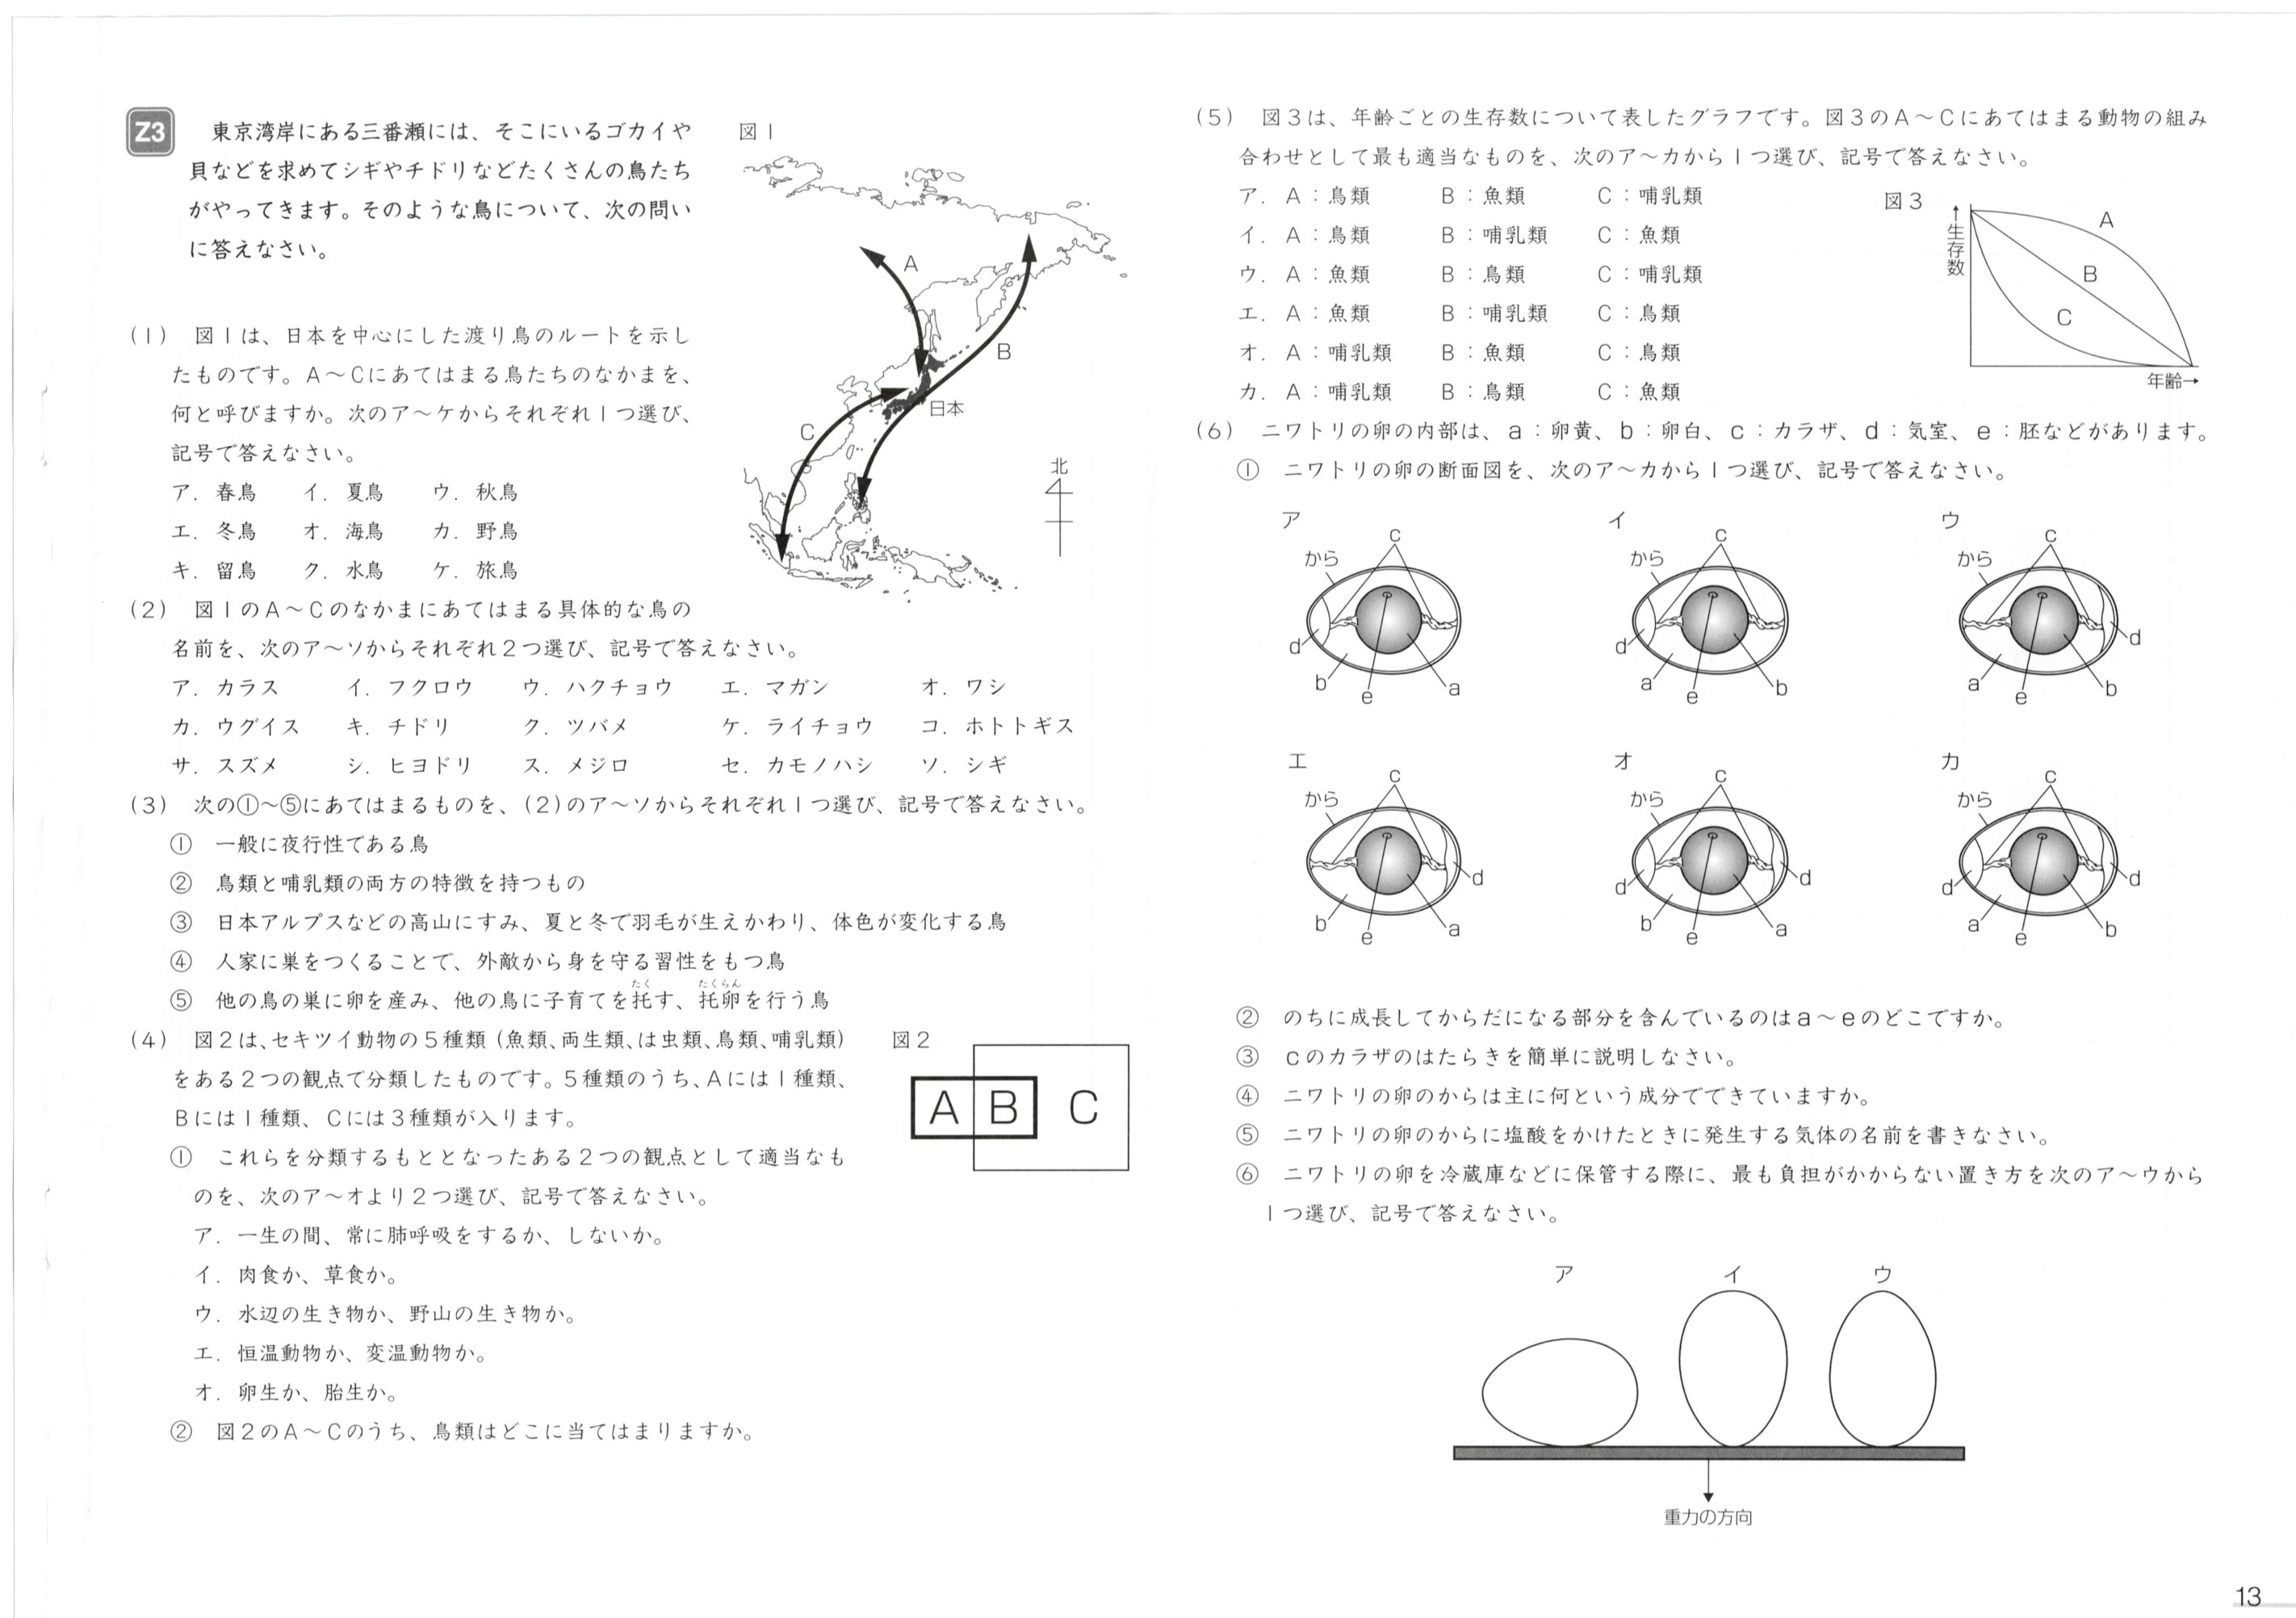 Z3 東京湾岸にある三番瀬には、そこにいるゴカイや
貝などを求めてシギやチドリなどたくさんの鳥たち
がやってきます。そのような鳥について、次の問い
に答えなさい。
図1
A
B
C
日本
北
(1) 図1は、日本を中心にした渡り鳥のルートを示し
たものです。A～Cにあてはまる鳥たちのなかまを、
何と呼びますか。次のア～ケからそれぞれ1つ選び、
記号で答えなさい。
ア．春鳥 イ．夏鳥 ウ．秋鳥
エ．冬鳥 オ．海鳥 カ．野鳥
キ．留鳥 ク．水鳥 ケ．旅鳥
(2) 図1のA～Cのなかまにあてはまる具体的な鳥の
名前を、次のア～ソからそれぞれ2つ選び、記号で答えなさい。
ア．カラス イ．フクロウ ウ．ハクチョウ エ．マガン オ．ワシ
カ．ウグイス キ．チドリ ク．ツバメ ケ．ライチョウ コ．ホトトギス
サ．スズメ シ．ヒヨドリ ス．メジロ セ．カモノハシ ソ．シギ
(3) 次の①～⑤にあてはまるものを、(2)のア～ソからそれぞれ1つ選び、記号で答えなさい。
① 一般に夜行性である鳥
② 鳥類と哺乳類の両方の特徴を持つもの
③ 日本アルプスなどの高山にすみ、夏と冬で羽毛が生えかわり、体色が変化する鳥
④ 人家に巣をつくることで、外敵から身を守る習性をもつ鳥
たく たくらん
⑤ 他の鳥の巣に卵を産み、他の鳥に子育てを托す、托卵を行う鳥
(4) 図2は、セキツイ動物の5種類(魚類、両生類、は虫類、鳥類、哺乳類)
をある2つの観点で分類したものです。5種類のうち、Aには1種類、
Bには1種類、Cには3種類が入ります。
図2
A B C
① これらを分類するもととなったある2つの観点として適当なも
のを、次のア～オより2つ選び、記号で答えなさい。
ア．一生の間、常に肺呼吸をするか、しないか。
イ．肉食か、草食か。
ウ．水辺の生き物か、野山の生き物か。
エ．恒温動物か、変温動物か。
オ．卵生か、胎生か。
② 図2のA～Cのうち、鳥類はどこに当てはまりますか。
(5) 図3は、年齢ごとの生存数について表したグラフです。図3のA～Cにあてはまる動物の組み
合わせとして最も適当なものを、次のア～カから1つ選び、記号で答えなさい。
ア．A：鳥類 B：魚類 C：哺乳類
イ．A：鳥類 B：哺乳類 C：魚類
ウ．A：魚類 B：鳥類 C：哺乳類
エ．A：魚類 B：哺乳類 C：鳥類
オ．A：哺乳類 B：魚類 C：鳥類
カ．A：哺乳類 B：鳥類 C：魚類
図3
↑生存数
A
B
C
年齢→
(6) ニワトリの卵の内部は、a：卵黄、b：卵白、c：カラザ、d：気室、e：胚などがあります。
① ニワトリの卵の断面図を、次のア～カから1つ選び、記号で答えなさい。
ア イ ウ
c c c
から から から
d d d
b e a a e b a e b
エ オ カ
c c c
から から から
d d d d d
b e a b e a a e b
② のちに成長してからだになる部分を含んでいるのはa～eのどこですか。
③ cのカラザのはたらきを簡単に説明しなさい。
④ ニワトリの卵のからは主に何という成分でできていますか。
⑤ ニワトリの卵のからに塩酸をかけたときに発生する気体の名前を書きなさい。
⑥ ニワトリの卵を冷蔵庫などに保管する際に、最も負担がかからない置き方を次のア～ウから
1つ選び、記号で答えなさい。
ア イ ウ
重力の方向
13